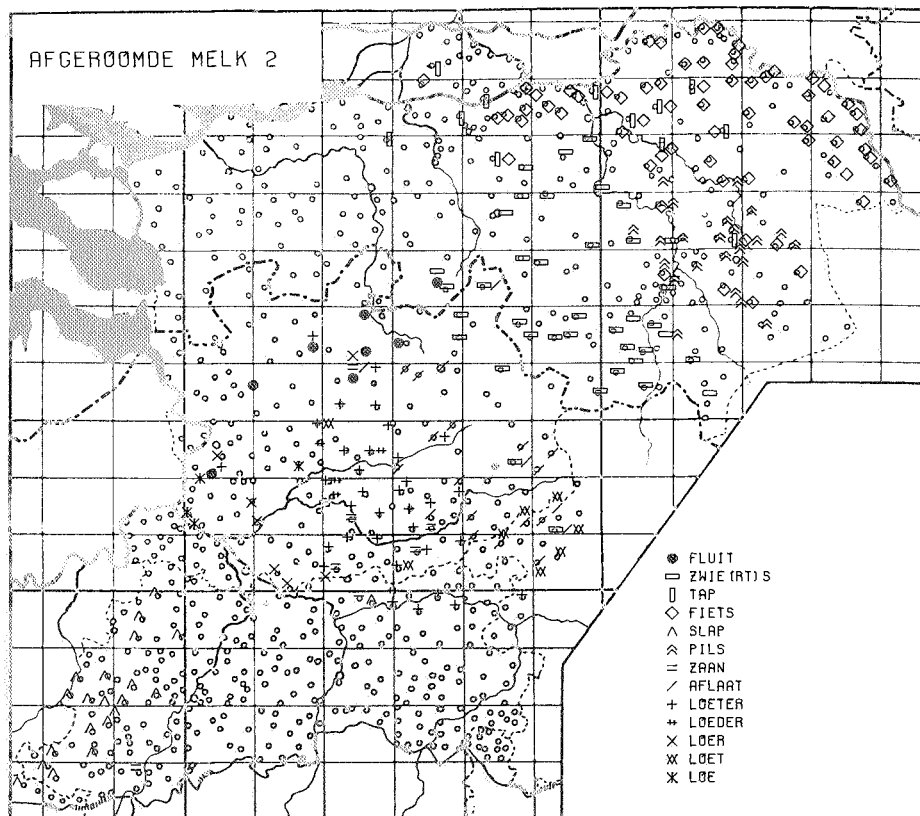 AFGEROOMDE MELK 2
FLUIT
ZWIE(RT)S
TAP
FIETS
SLAP
PILS
ZAAN
AFLAAT
LOETER
LOEDER
LOER
LOET
LOE